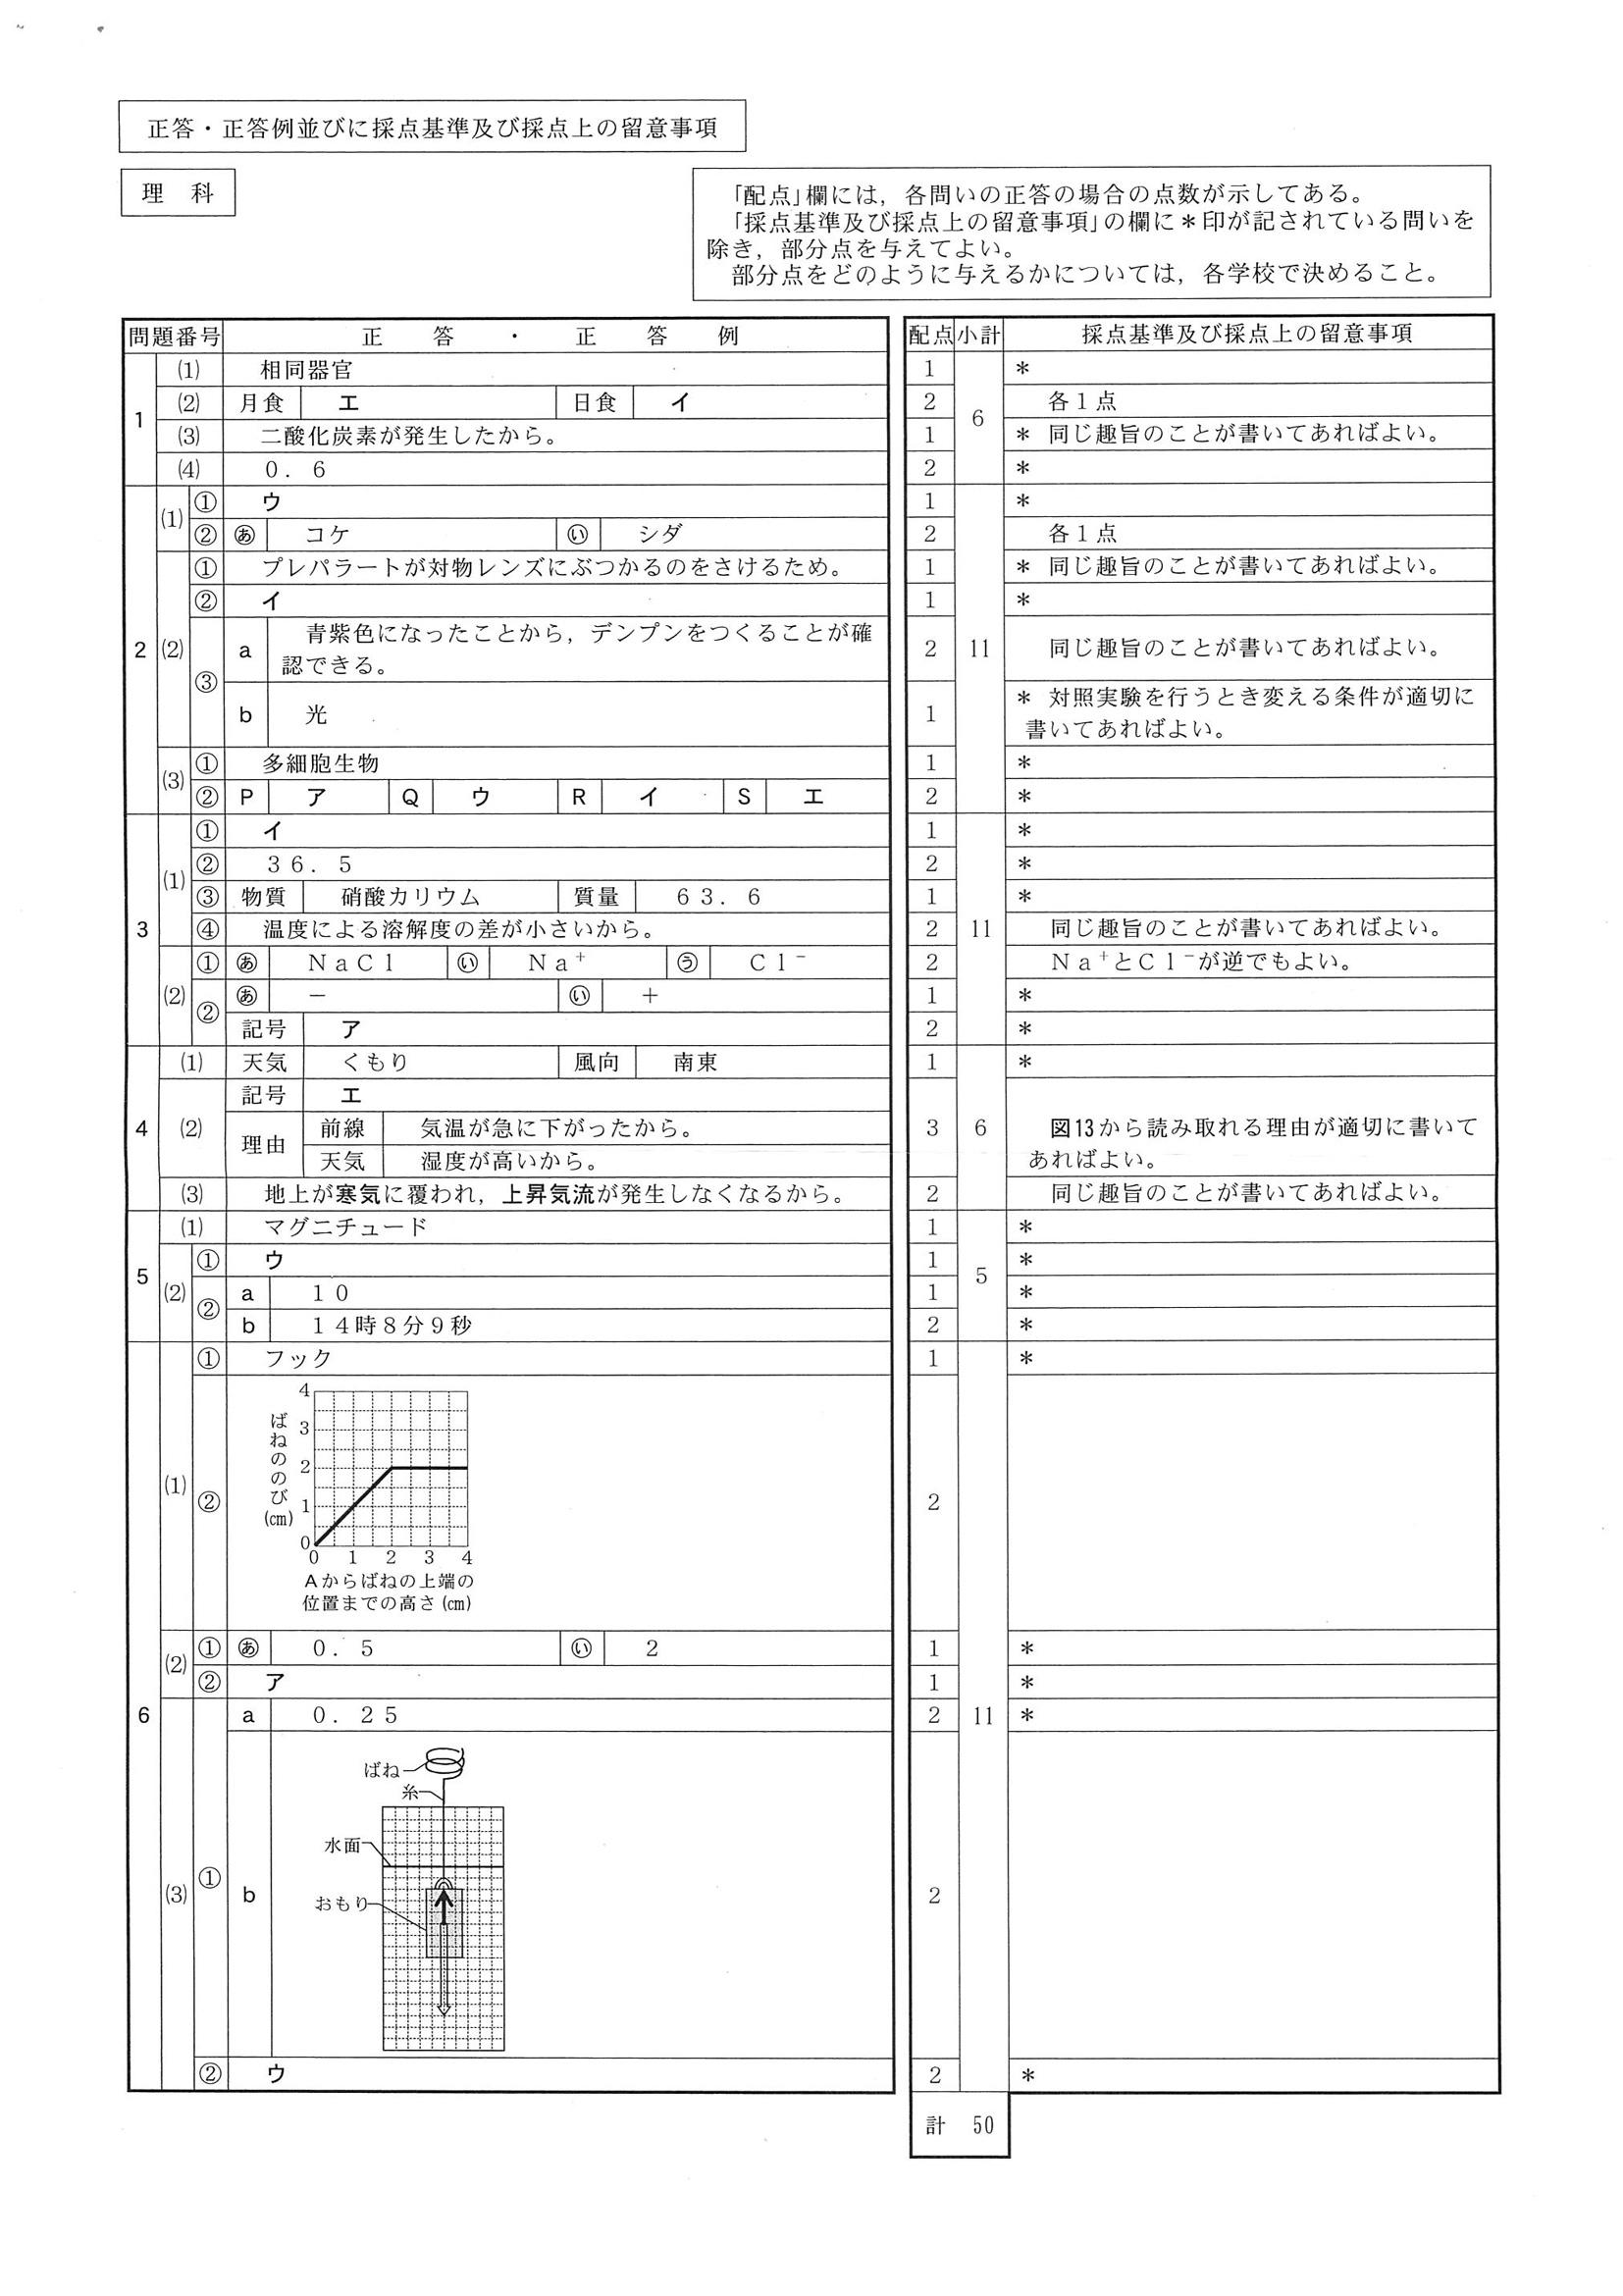 正答・正答例並びに採点基準及び採点上の留意事項
理 科
「配点」欄には，各問いの正答の場合の点数が示してある。
「採点基準及び採点上の留意事項」の欄に＊印が記されている問いを
除き，部分点を与えてよい。
部分点をどのように与えるかについては，各学校で決めること。
問題番号 正 答 ・ 正 答 例 配点 小計 採点基準及び採点上の留意事項
1 (1) 相同器官 1 6 ＊
(2) 月食 エ 日食 イ 2 各１点
(3) 二酸化炭素が発生したから。 1 ＊ 同じ趣旨のことが書いてあればよい。
(4) ０．６ 2 ＊
2 (1) ① ウ 1 11 ＊
② あ コケ い シダ 2 各１点
(2) ① プレパラートが対物レンズにぶつかるのをさけるため。 1 ＊ 同じ趣旨のことが書いてあればよい。
② イ 1 ＊
③ a 青紫色になったことから，デンプンをつくることが確
認できる。 2 同じ趣旨のことが書いてあればよい。
b 光 1 ＊ 対照実験を行うとき変える条件が適切に
書いてあればよい。
(3) ① 多細胞生物 1 ＊
② P ア Q ウ R イ S エ 2 ＊
3 (1) ① イ 1 11 ＊
② ３６．５ 2 ＊
③ 物質 硝酸カリウム 質量 ６３．６ 1 ＊
④ 温度による溶解度の差が小さいから。 2 同じ趣旨のことが書いてあればよい。
(2) ① あ ＮａＣｌ い Ｎａ⁺ う Ｃｌ⁻ 2 Ｎａ⁺とＣｌ⁻が逆でもよい。
② あ － い ＋ 1 ＊
記号 ア 2 ＊
4 (1) 天気 くもり 風向 南東 1 6 ＊
(2) 記号 エ
理由 前線 気温が急に下がったから。 3 図13から読み取れる理由が適切に書いて
天気 湿度が高いから。 あればよい。
(3) 地上が寒気に覆われ，上昇気流が発生しなくなるから。 2 同じ趣旨のことが書いてあればよい。
5 (1) マグニチュード 1 5 ＊
(2) ① ウ 1 ＊
② a １０ 1 ＊
b １４時８分９秒 2 ＊
6 (1) ① フック 1 11 ＊
② 2
ばねののび
(cm)
4
3
2
1
0
0 1 2 3 4
Aからばねの上端の
位置までの高さ(cm)
(2) ① あ ０．５ い ２ 1 ＊
② ア 1 ＊
(3) ① a ０．２５ 2 ＊
b 2
ばね
糸
水面
おもり
② ウ 2 ＊
計 50